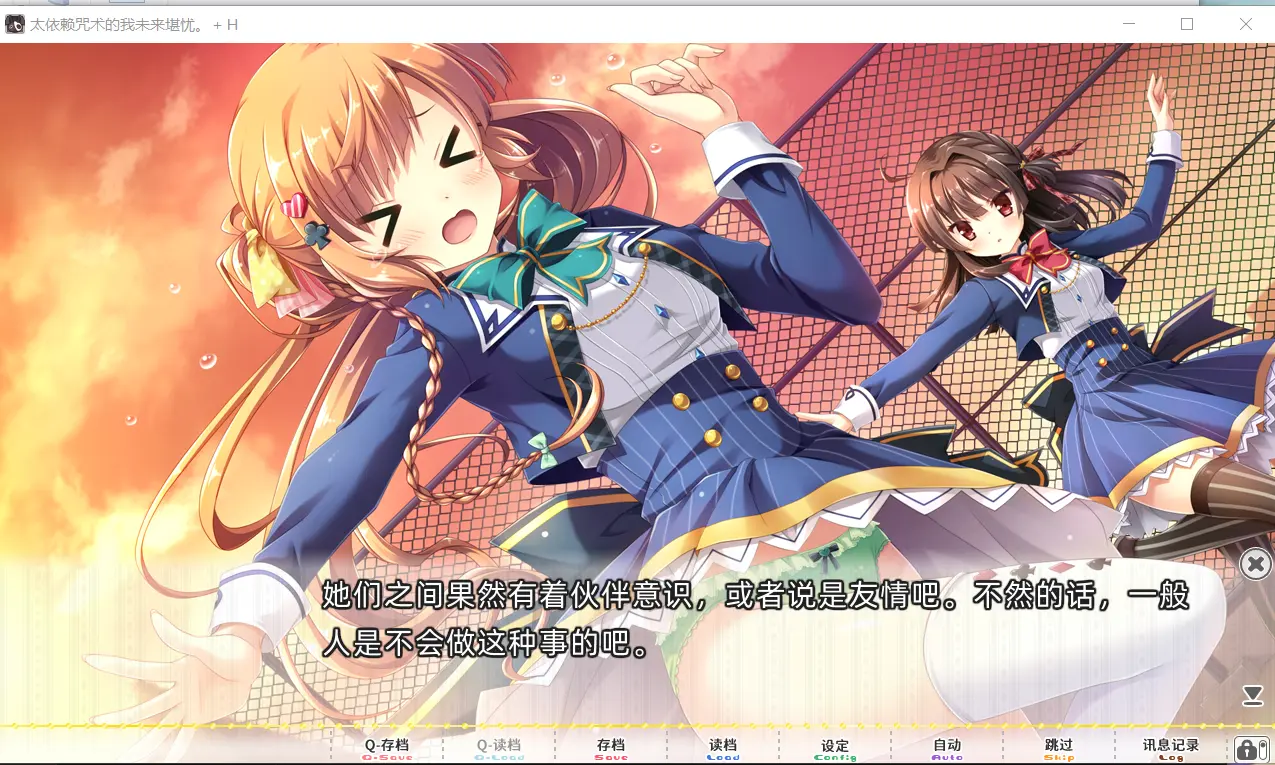 太依赖咒术的我未来堪忧。 + H
她们之间果然有着伙伴意识，或者说是友情吧。不然的话，一般
人是不会做这种事的吧。
Q-存档 Q-读档 存档 读档 设定 自动 跳过 讯息记录
Q-Save Q-Load Save Load Config Auto Skip Log